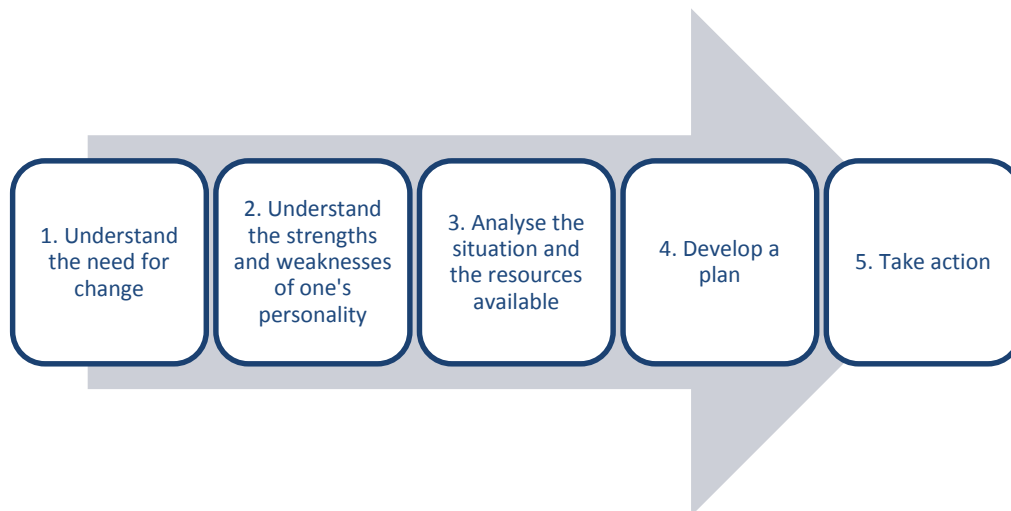 1. Understand
the need for
change
2. Understand
the strengths
and weaknesses
of one's
personality
3. Analyse the
situation and
the resources
available
4. Develop a
plan
5. Take action